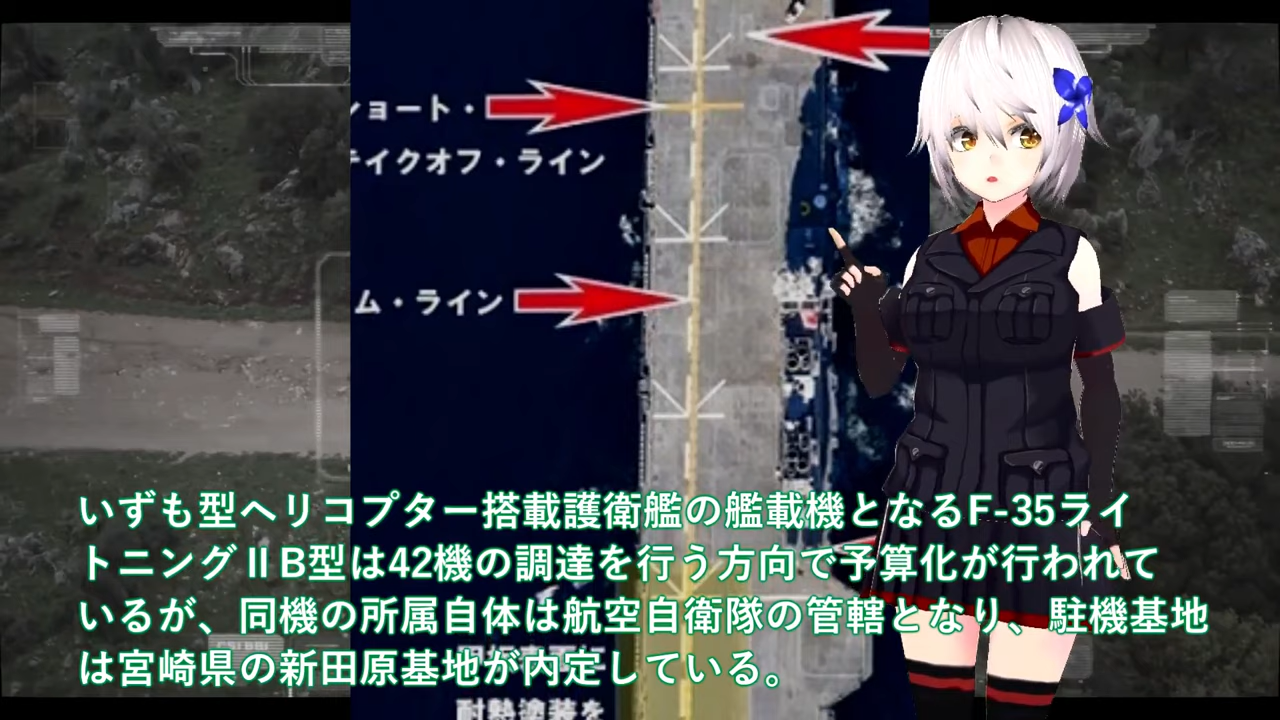 ショート・
テイクオフ・ライン
ム・ライン
いずも型ヘリコプター搭載護衛艦の艦載機となるF-35ライ
トニングⅡB型は42機の調達を行う方向で予算化が行われて
いるが、同機の所属自体は航空自衛隊の管轄となり、駐機基地
は宮崎県の新田原基地が内定している。
耐熱塗装を